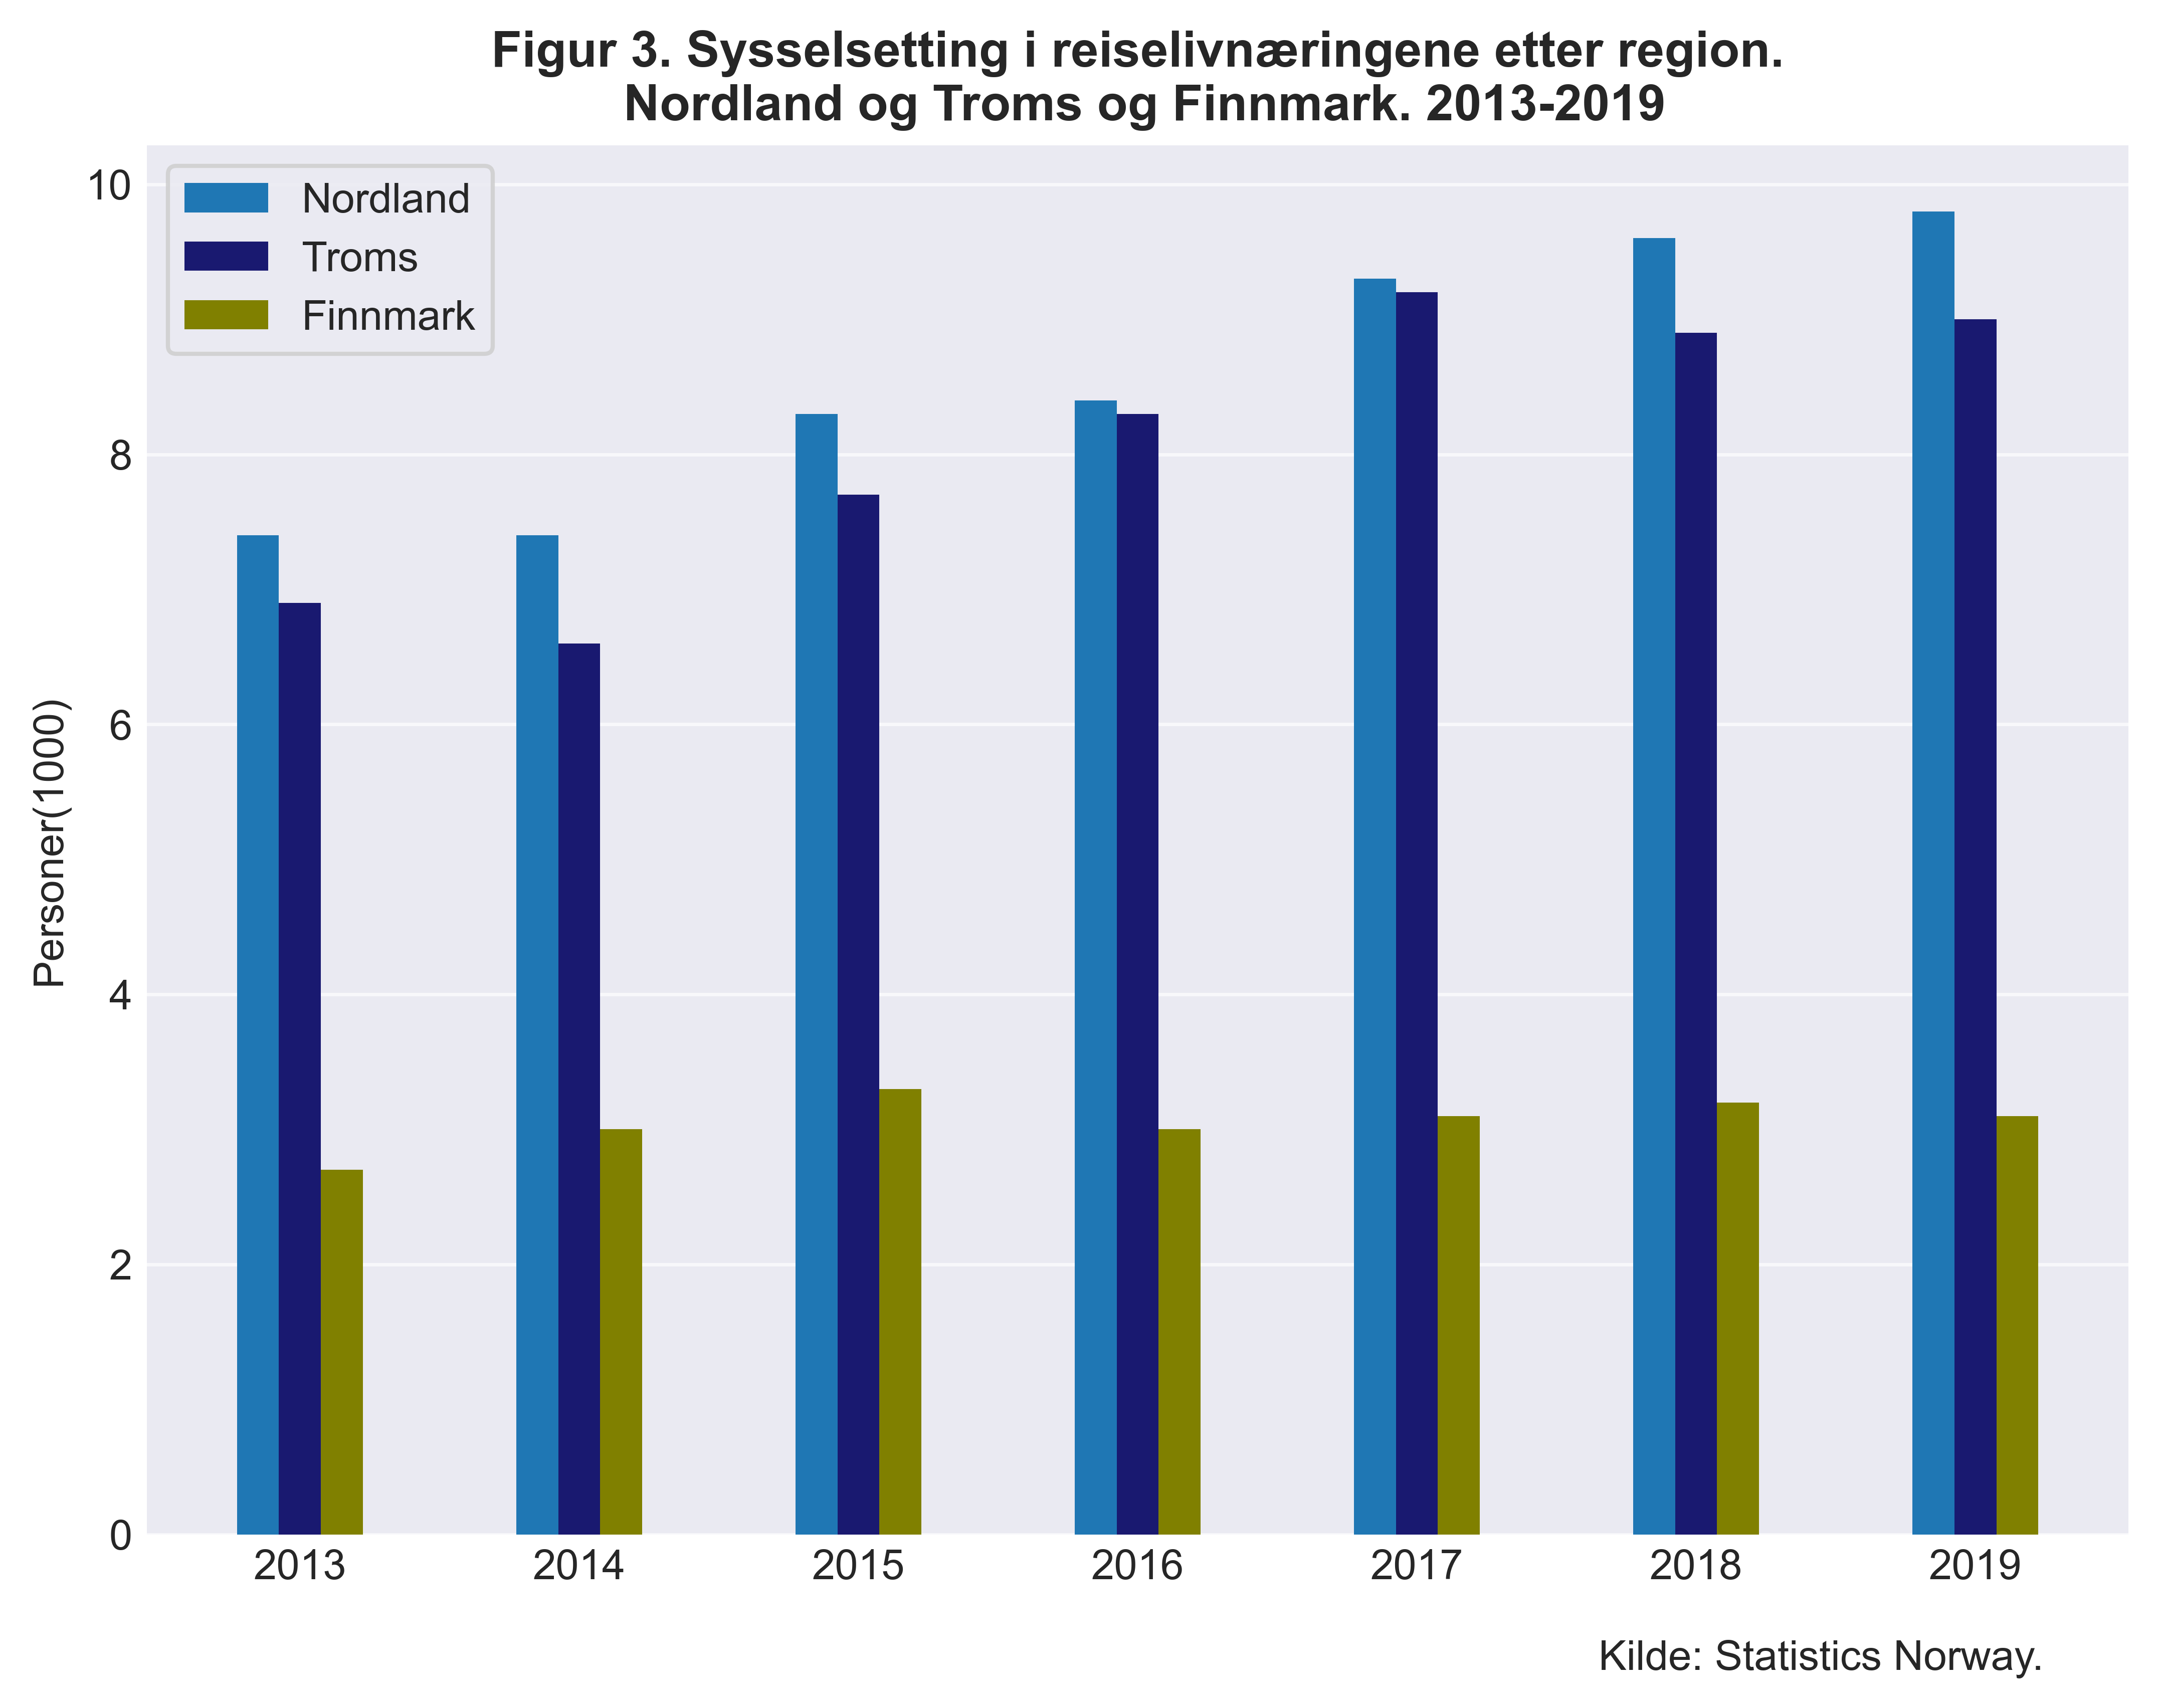 Figur 3. Sysselsetting i reiselivnæringene etter region.
Nordland og Troms og Finnmark. 2013-2019
Nordland
Troms
Finnmark
10
8
6
4
2
0
Personer(1000)
2013 2014 2015 2016 2017 2018 2019
Kilde: Statistics Norway.